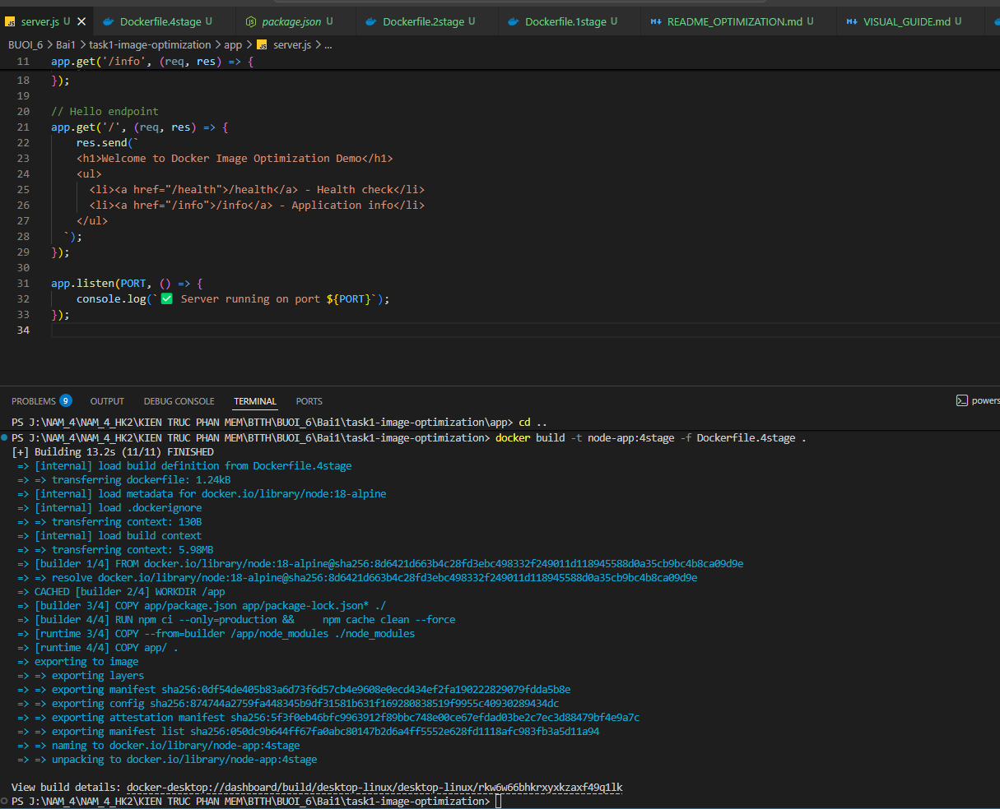 server.js U
Dockerfile.4stage U
package.json U
Dockerfile.2stage U
Dockerfile.1stage U
README_OPTIMIZATION.md U
VISUAL_GUIDE.md U
BUOI_6 > Bai1 > task1-image-optimization > app > JS server.js > ...
11 app.get('/info', (req, res) => {
18 });
19
20 // Hello endpoint
21 app.get('/', (req, res) => {
22 res.send(`
23 <h1>Welcome to Docker Image Optimization Demo</h1>
24 <ul>
25 <li><a href="/health">/health</a> - Health check</li>
26 <li><a href="/info">/info</a> - Application info</li>
27 </ul>
28 `);
29 });
30
31 app.listen(PORT, () => {
32 console.log(`✅ Server running on port ${PORT}`);
33 });
34
PROBLEMS 9 OUTPUT DEBUG CONSOLE TERMINAL PORTS powers
PS J:\NAM_4\NAM_4_HK2\KIEN TRUC PHAN MEM\BTTH\BUOI_6\Bai1\task1-image-optimization\app> cd ..
PS J:\NAM_4\NAM_4_HK2\KIEN TRUC PHAN MEM\BTTH\BUOI_6\Bai1\task1-image-optimization> docker build -t node-app:4stage -f Dockerfile.4stage .
[+] Building 13.2s (11/11) FINISHED
=> [internal] load build definition from Dockerfile.4stage
=> => transferring dockerfile: 1.24kB
=> [internal] load metadata for docker.io/library/node:18-alpine
=> [internal] load .dockerignore
=> => transferring context: 130B
=> [internal] load build context
=> => transferring context: 5.98MB
=> [builder 1/4] FROM docker.io/library/node:18-alpine@sha256:8d6421d663b4c28fd3ebc498332f249011d118945588d0a35cb9bc4b8ca09d9e
=> => resolve docker.io/library/node:18-alpine@sha256:8d6421d663b4c28fd3ebc498332f249011d118945588d0a35cb9bc4b8ca09d9e
=> CACHED [builder 2/4] WORKDIR /app
=> [builder 3/4] COPY app/package.json app/package-lock.json* ./
=> [builder 4/4] RUN npm ci --only=production && npm cache clean --force
=> [runtime 3/4] COPY --from=builder /app/node_modules ./node_modules
=> [runtime 4/4] COPY app/ .
=> exporting to image
=> => exporting layers
=> => exporting manifest sha256:0df54de405b83a6d73f6d57cb4e9608e0ecd434ef2fa190222829079fdda5b8e
=> => exporting config sha256:874744a2759fa448345b9df31581b631f169280838519f9955c40930289434dc
=> => exporting attestation manifest sha256:5f3f0eb46bfc9963912f89bbc748e00ce67efdad03be2c7ec3d88479bf4e9a7c
=> => exporting manifest list sha256:050dc9b644ff67fa0abc80147b2d6a4ff5552e628fd1118afc983fb3a5d11a94
=> => naming to docker.io/library/node-app:4stage
=> => unpacking to docker.io/library/node-app:4stage
View build details: docker-desktop://dashboard/build/desktop-linux/desktop-linux/rkw6w66bhkrxyxkzaxf49q1lk
PS J:\NAM_4\NAM_4_HK2\KIEN TRUC PHAN MEM\BTTH\BUOI_6\Bai1\task1-image-optimization>